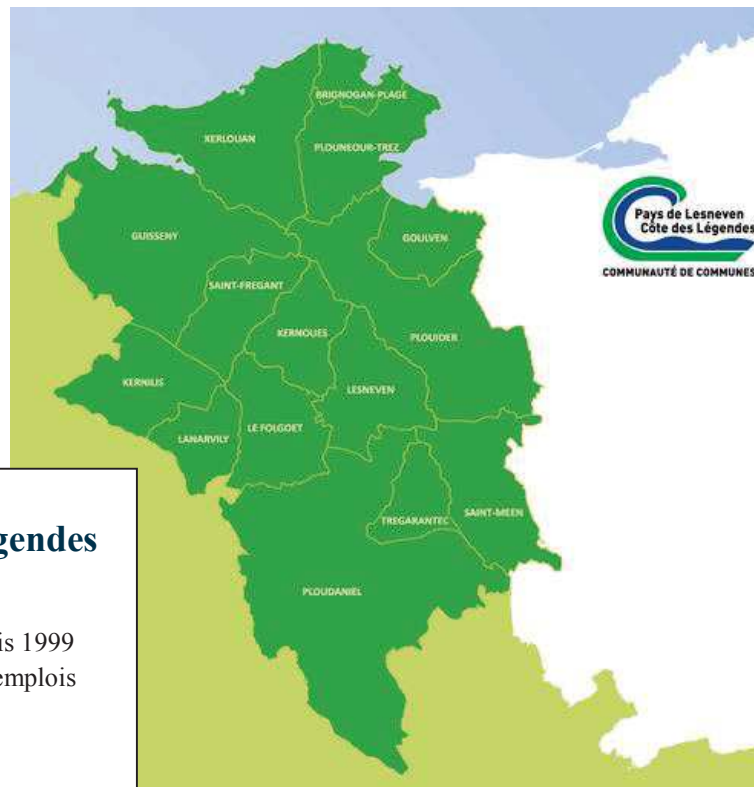 BRIGNOGAN-PLAGE
KERLOUAN
PLOUNEOUR-TREZ
Pays de Lesneven
Côte des Légendes
COMMUNAUTÉ DE COMMUNES
GUISSENY
GOULVEN
SAINT-FREGANT
KERNOUES
PLOUIDER
KERNILIS
LESNEVEN
LE FOLGOET
LANARVILY
TREGARANTEC
SAINT-MEEN
PLOUDANIEL
gendes
is 1999
emplois